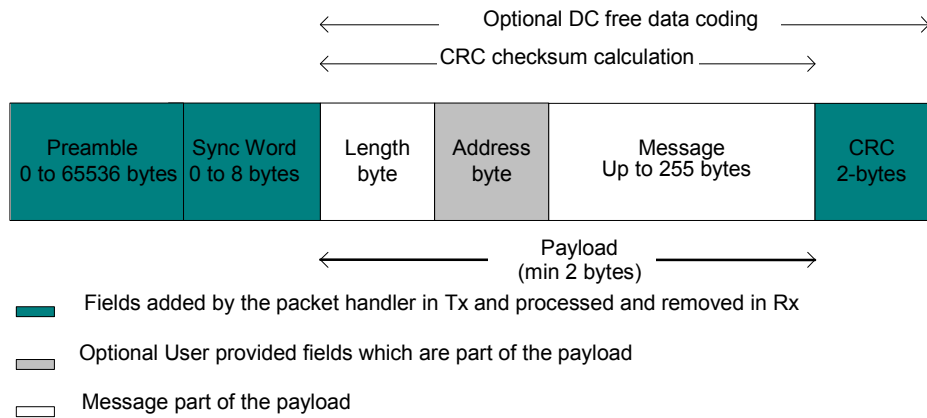 Optional DC free data coding
CRC checksum calculation
Preamble
0 to 65536 bytes
Sync Word
0 to 8 bytes
Length
byte
Address
byte
Message
Up to 255 bytes
CRC
2-bytes
Payload
(min 2 bytes)
Fields added by the packet handler in Tx and processed and removed in Rx
Optional User provided fields which are part of the payload
Message part of the payload